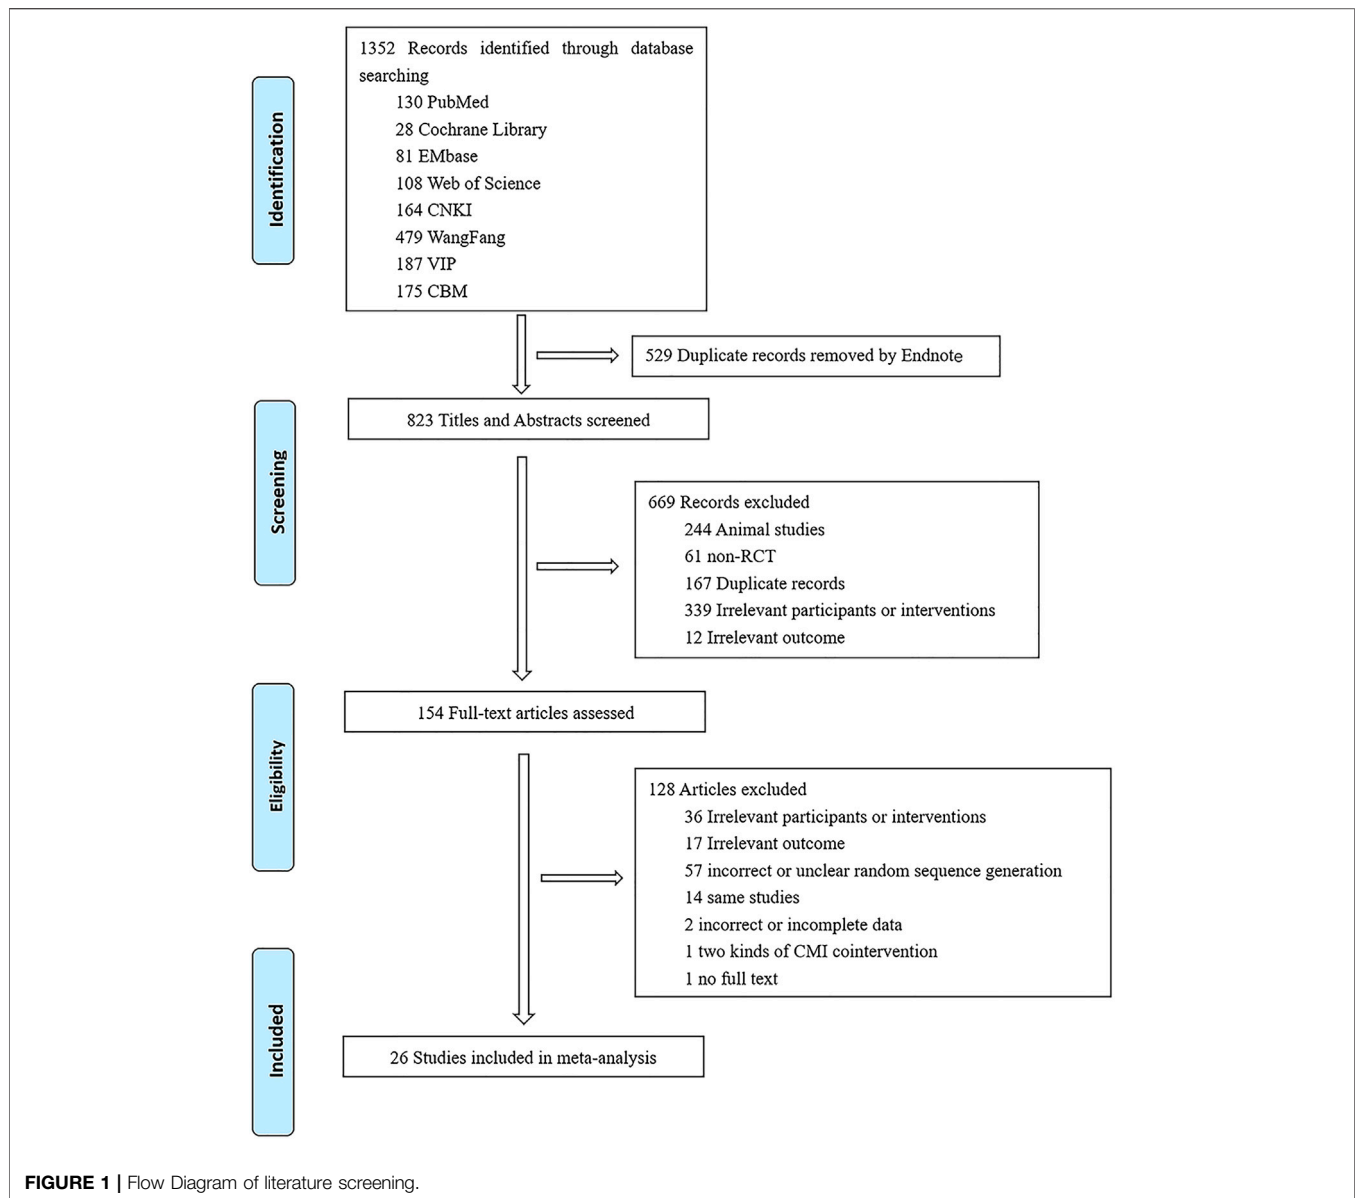 1352 Records identified through database
searching
130 PubMed
28 Cochrane Library
81 EMbase
108 Web of Science
164 CNKI
479 WangFang
187 VIP
175 CBM
Identification
529 Duplicate records removed by Endnote
823 Titles and Abstracts screened
Screening
669 Records excluded
244 Animal studies
61 non-RCT
167 Duplicate records
339 Irrelevant participants or interventions
12 Irrelevant outcome
154 Full-text articles assessed
Eligibility
128 Articles excluded
36 Irrelevant participants or interventions
17 Irrelevant outcome
57 incorrect or unclear random sequence generation
14 same studies
2 incorrect or incomplete data
1 two kinds of CMI cointervention
1 no full text
Included
26 Studies included in meta-analysis
FIGURE 1 | Flow Diagram of literature screening.